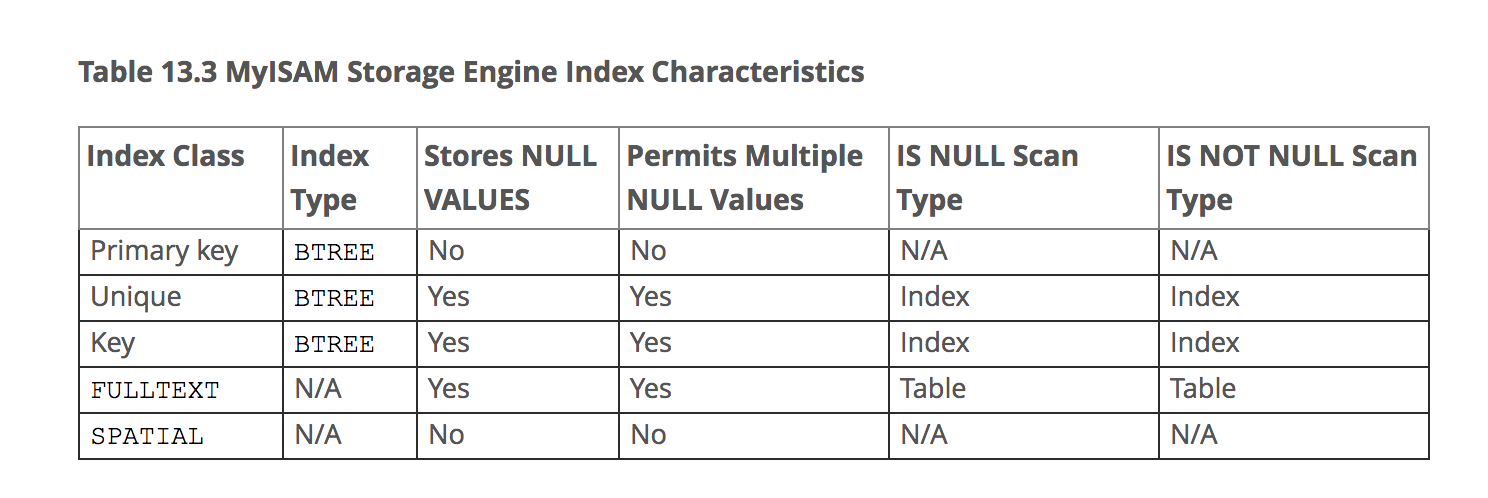 Table 13.3 MyISAM Storage Engine Index Characteristics
Index Class Index Type Stores NULL VALUES Permits Multiple NULL Values IS NULL Scan Type IS NOT NULL Scan Type
Primary key BTREE No No N/A N/A
Unique BTREE Yes Yes Index Index
Key BTREE Yes Yes Index Index
FULLTEXT N/A Yes Yes Table Table
SPATIAL N/A No No N/A N/A